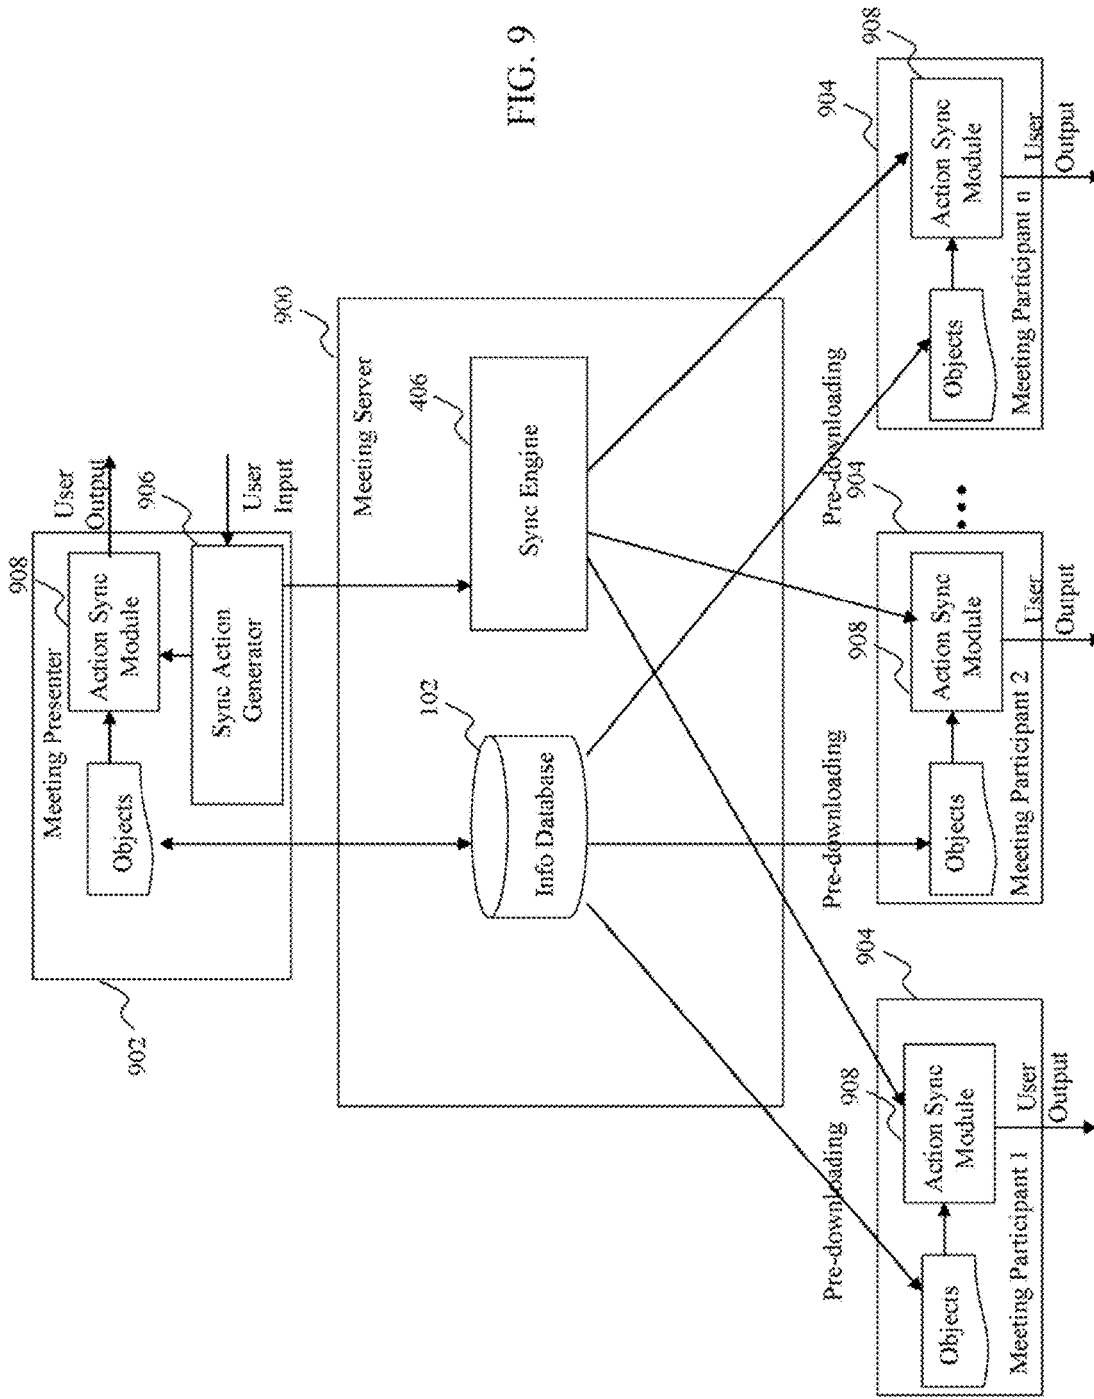 FIG. 9
902
Meeting Presenter
Objects
908
Action Sync
Module
User
Output
906
Sync Action
Generator
User
Input
900
Meeting Server
102
Info Database
406
Sync Engine
Pre-downloading
Pre-downloading
Pre-downloading
904
Meeting Participant 1
Objects
908
Action Sync
Module
User
Output
904
Meeting Participant 2
Objects
908
Action Sync
Module
User
Output
•••
904
Meeting Participant n
Objects
908
Action Sync
Module
User
Output